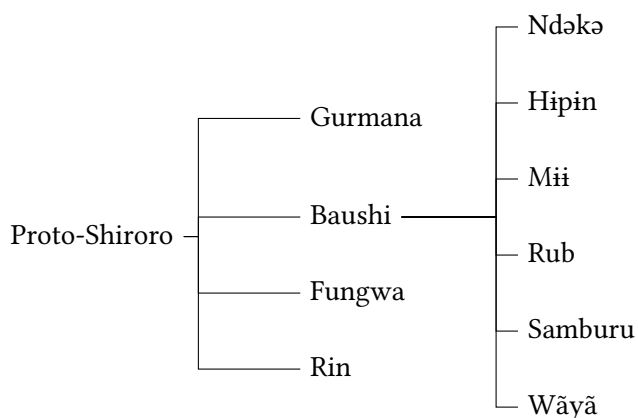 Proto-Shiroro
Gurmana
Baushi
Fungwa
Rin
Ndəkə
Hɨpɨn
Mɨɨ
Rub
Samburu
Wãyã